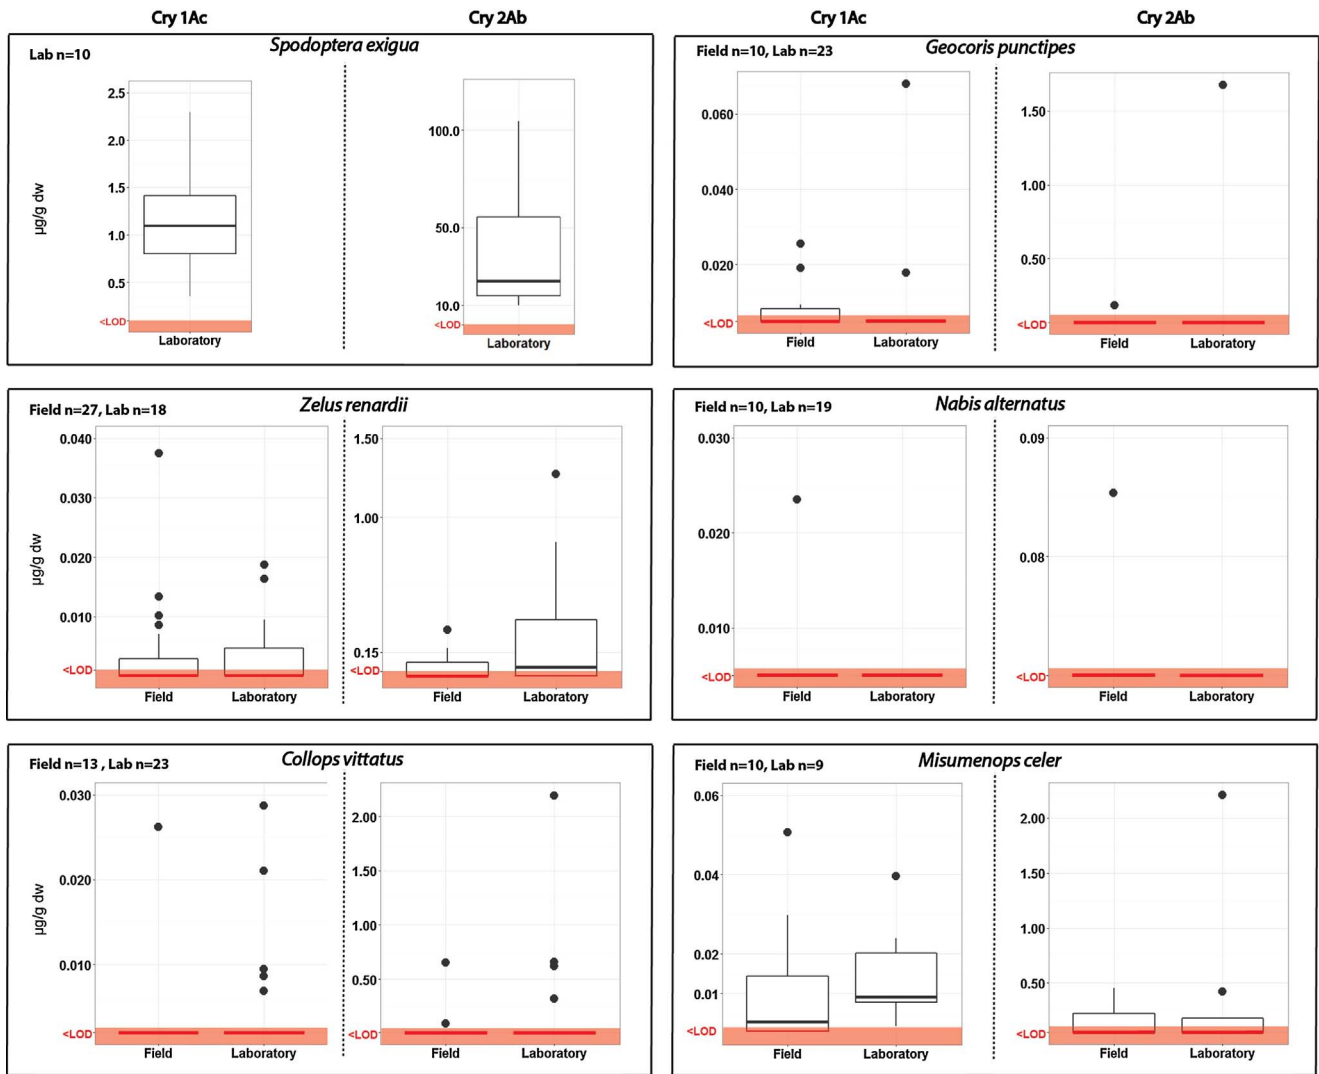 Cry 1Ac
Cry 2Ab
Cry 1Ac
Cry 2Ab
Lab n=10
Spodoptera exigua
µg/g dw
2.5
2.0
1.5
1.0
0.5
<LOD
Laboratory
100.0
50.0
10.0
<LOD
Laboratory
Field n=10, Lab n=23
Geocoris punctipes
0.060
0.040
0.020
<LOD
Field
Laboratory
1.50
1.00
0.50
<LOD
Field
Laboratory
Field n=27, Lab n=18
Zelus renardii
µg/g dw
0.040
0.030
0.020
0.010
<LOD
Field
Laboratory
1.50
1.00
0.15
<LOD
Field
Laboratory
Field n=10, Lab n=19
Nabis alternatus
0.030
0.020
0.010
<LOD
Field
Laboratory
0.09
0.08
<LOD
Field
Laboratory
Field n=13 , Lab n=23
Collops vittatus
µg/g dw
0.030
0.020
0.010
<LOD
Field
Laboratory
2.00
1.50
1.00
0.50
<LOD
Field
Laboratory
Field n=10, Lab n=9
Misumenops celer
0.06
0.04
0.02
0.01
<LOD
Field
Laboratory
2.00
1.50
1.00
0.50
<LOD
Field
Laboratory